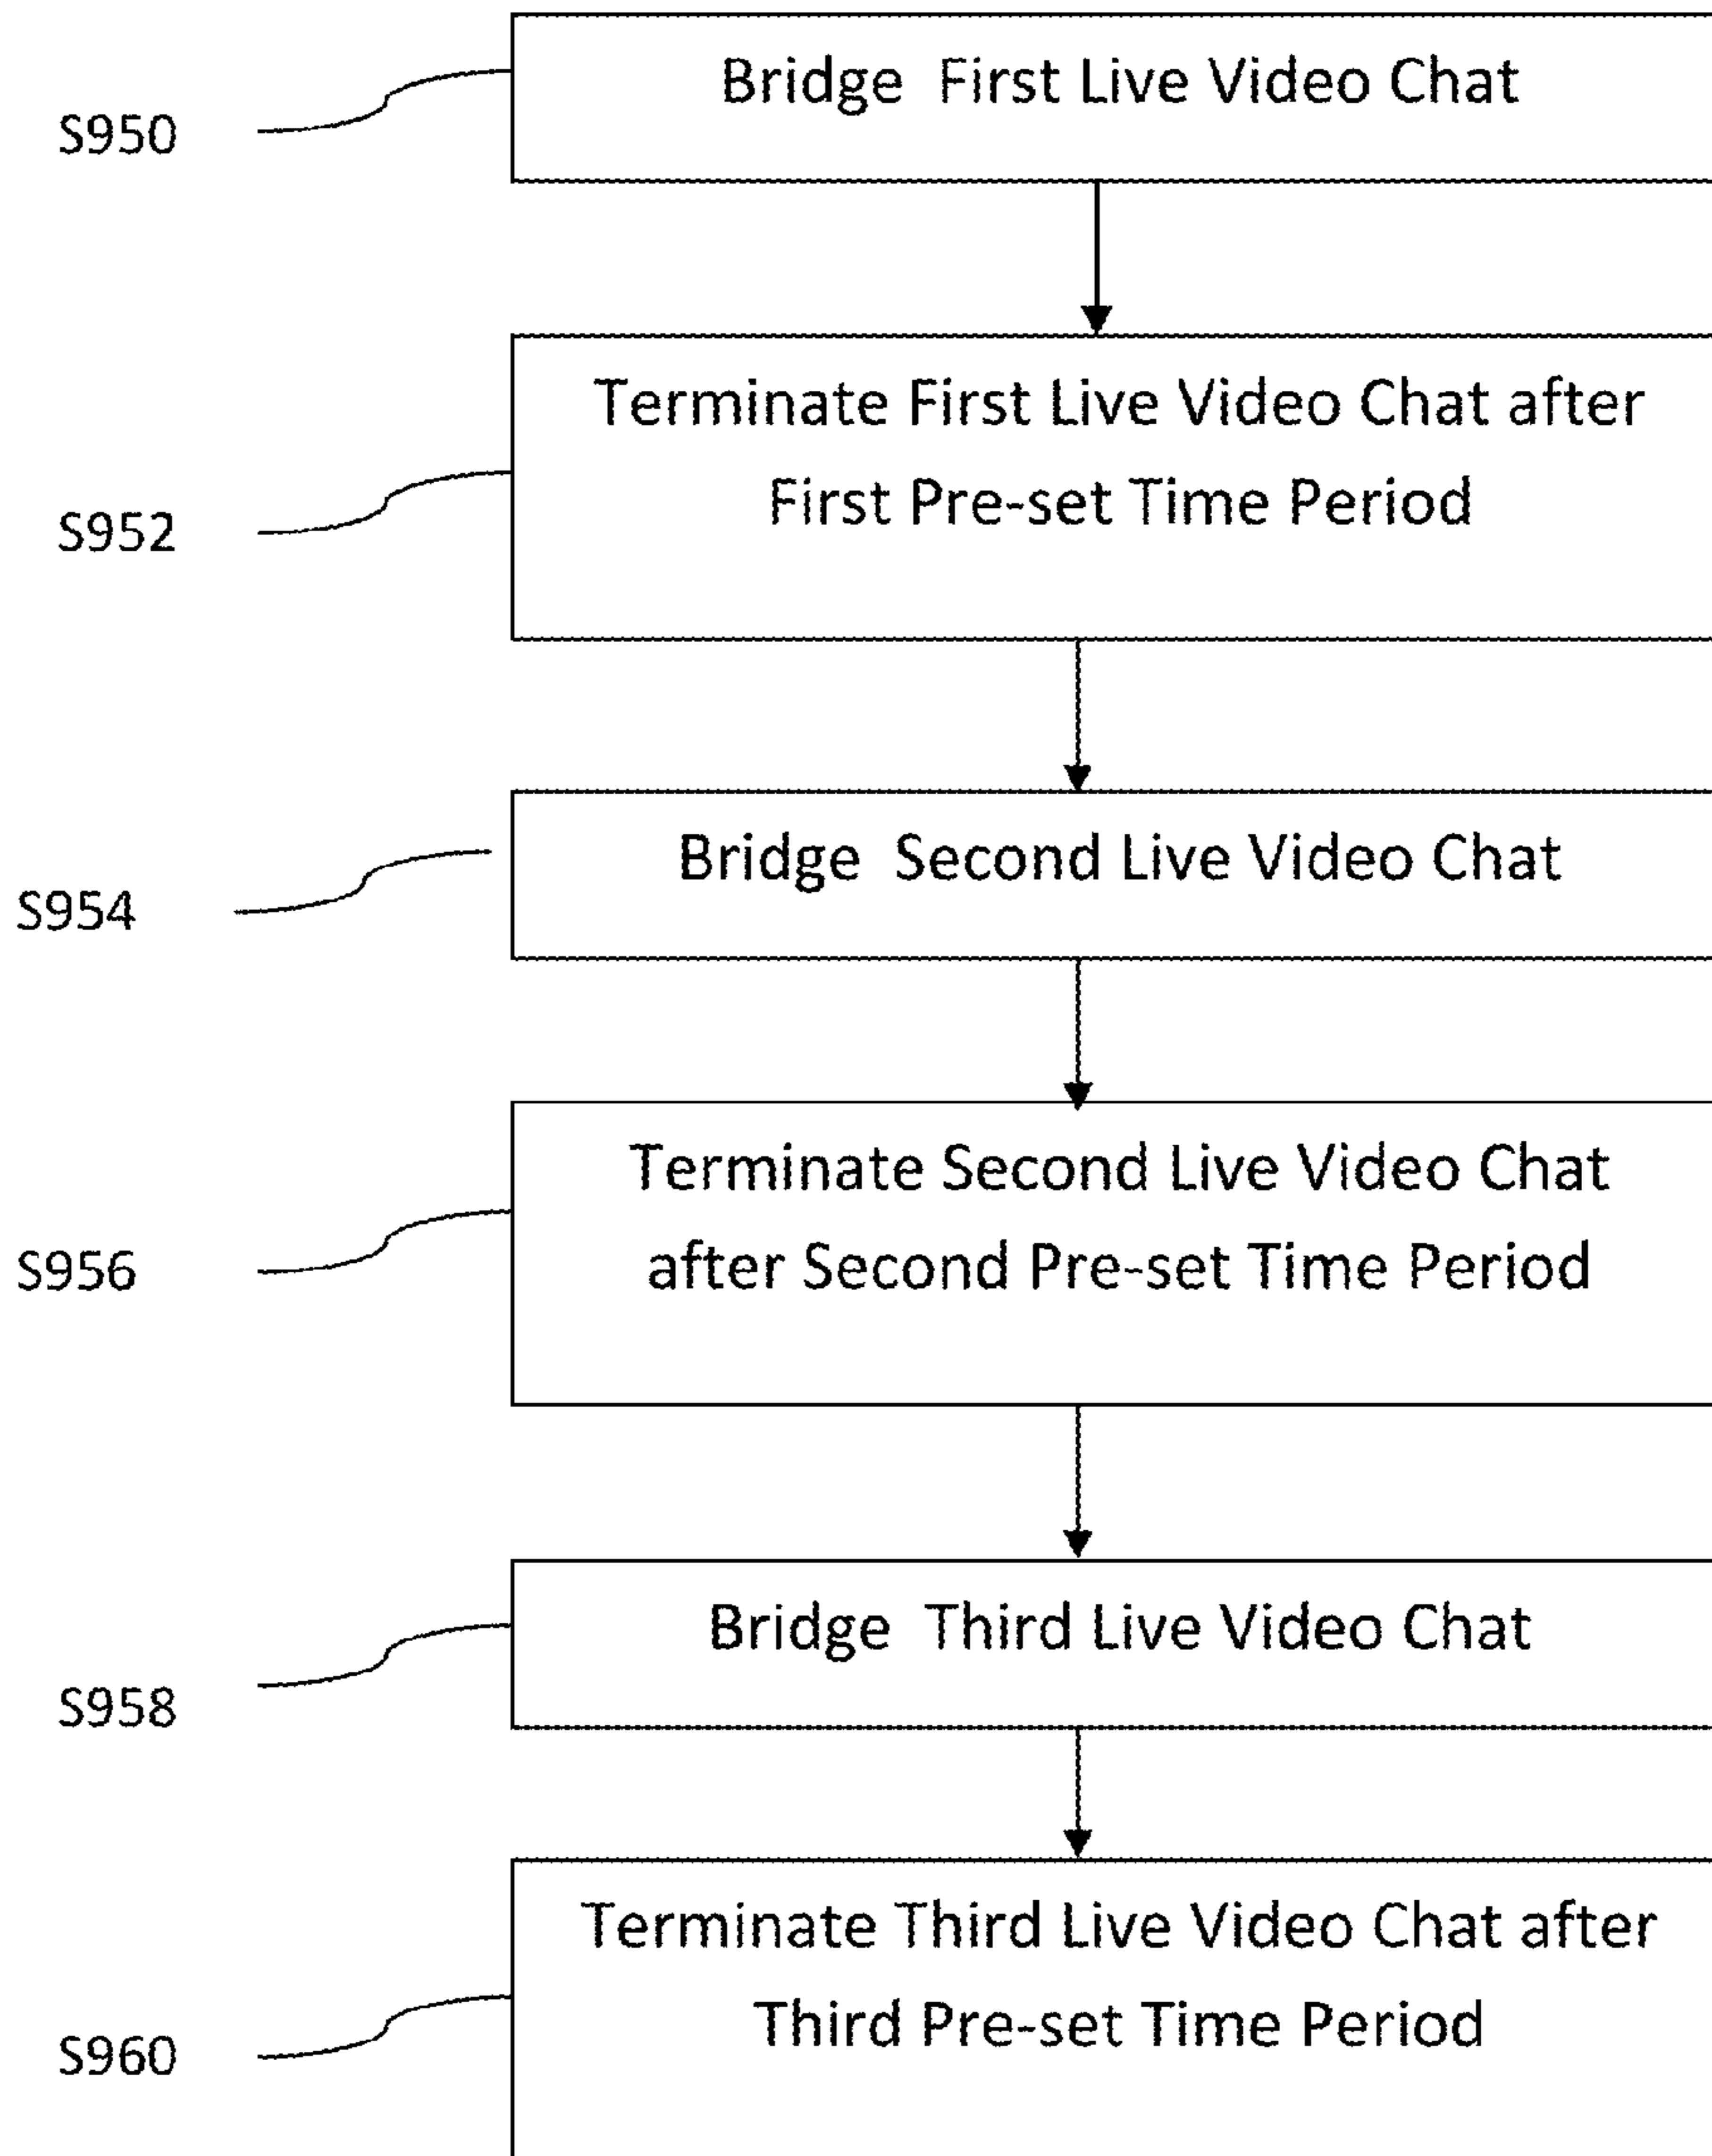 Bridge First Live Video Chat
S950
Terminate First Live Video Chat after
First Pre-set Time Period
S952
Bridge Second Live Video Chat
S954
Terminate Second Live Video Chat
after Second Pre-set Time Period
S956
Bridge Third Live Video Chat
S958
Terminate Third Live Video Chat after
Third Pre-set Time Period
S960